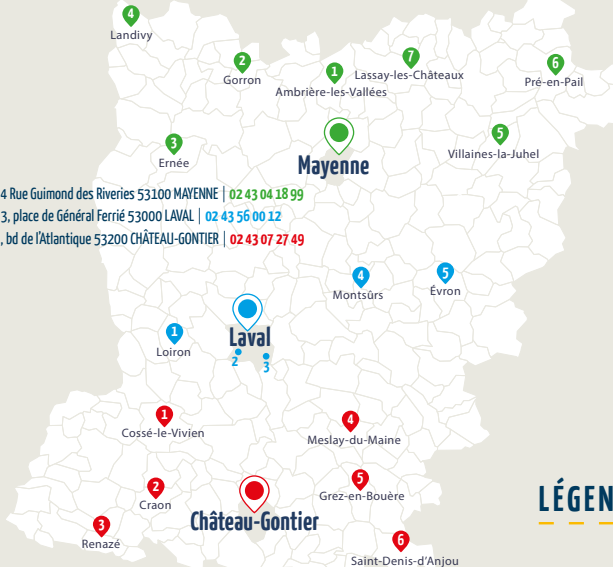 4
Landivy
2
Gorron
1
Ambrière-les-Vallées
7
Lassay-les-Châteaux
6
Pré-en-Pail
3
Ernée
Mayenne
5
Villaines-la-Juhel
4 Rue Guimond des Riveries 53100 MAYENNE | 02 43 04 18 99
3, place de Général Ferrié 53000 LAVAL | 02 43 56 00 12
, bd de l'Atlantique 53200 CHÂTEAU-GONTIER | 02 43 07 27 49
4
Montsûrs
5
Évron
1
Loiron
Laval
2
3
1
Cossé-le-Vivien
4
Meslay-du-Maine
2
Craon
Château-Gontier
5
Grez-en-Bouère
LÉGEN
3
Renazé
6
Saint-Denis-d'Anjou